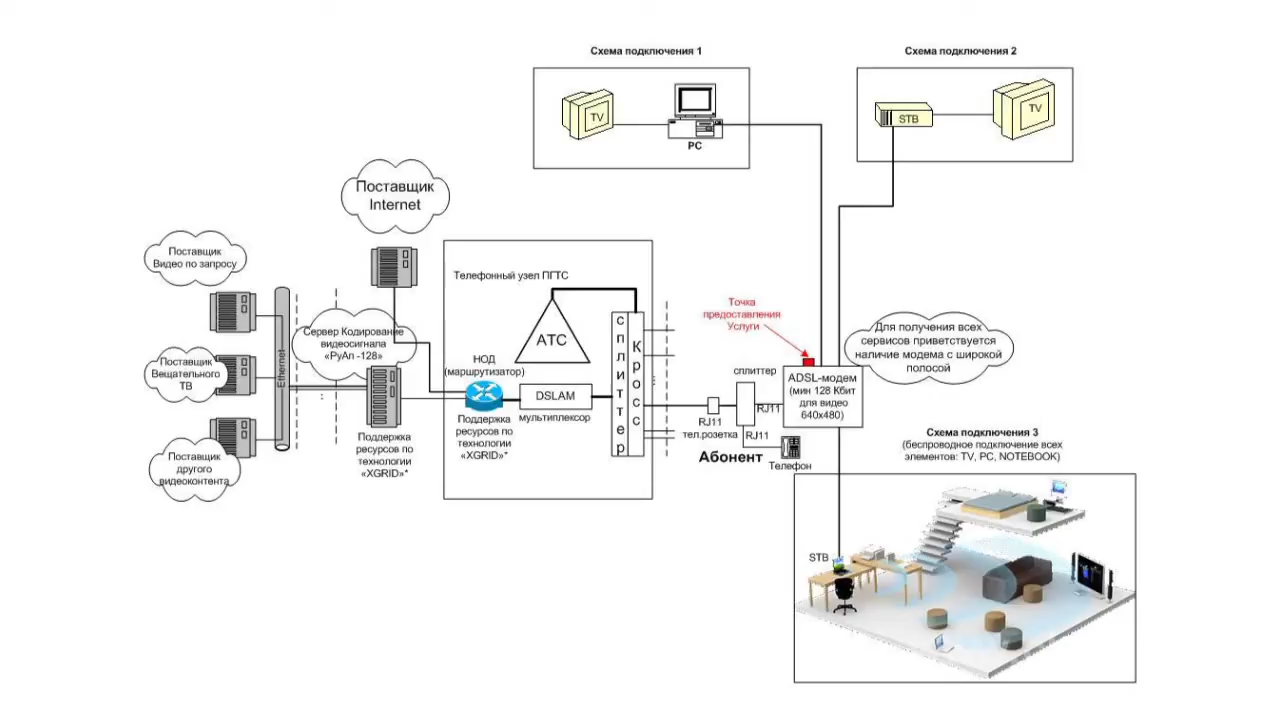 Схема подключения 1
Схема подключения 2
TV
PC
STB
TV
Поставщик
Internet
Поставщик
Видео по запросу
Телефонный узел ПГТС
Точка
предоставления
Услуги
Сервер Кодирование
видеосигнала
«РуАл -128»
АТС
сплиттер
Кросс
Для получения всех
сервисов приветствуется
наличие модема с широкой
полосой
Ethernet
Поставщик
Вещательного
ТВ
НОД
(маршрутизатор)
DSLAM
мультиплексор
сплиттер
ADSL-модем
(мин 128 Кбит
для видео
640x480)
RJ11
RJ11
тел.розетка
RJ11
Абонент
Телефон
Поддержка
ресурсов по
технологии
«XGRID»*
Поддержка
ресурсов по
технологии
«XGRID»*
Поставщик
другого
видеоконтента
Схема подключения 3
(беспроводное подключение всех
элементов: TV, PC, NOTEBOOK)
STB